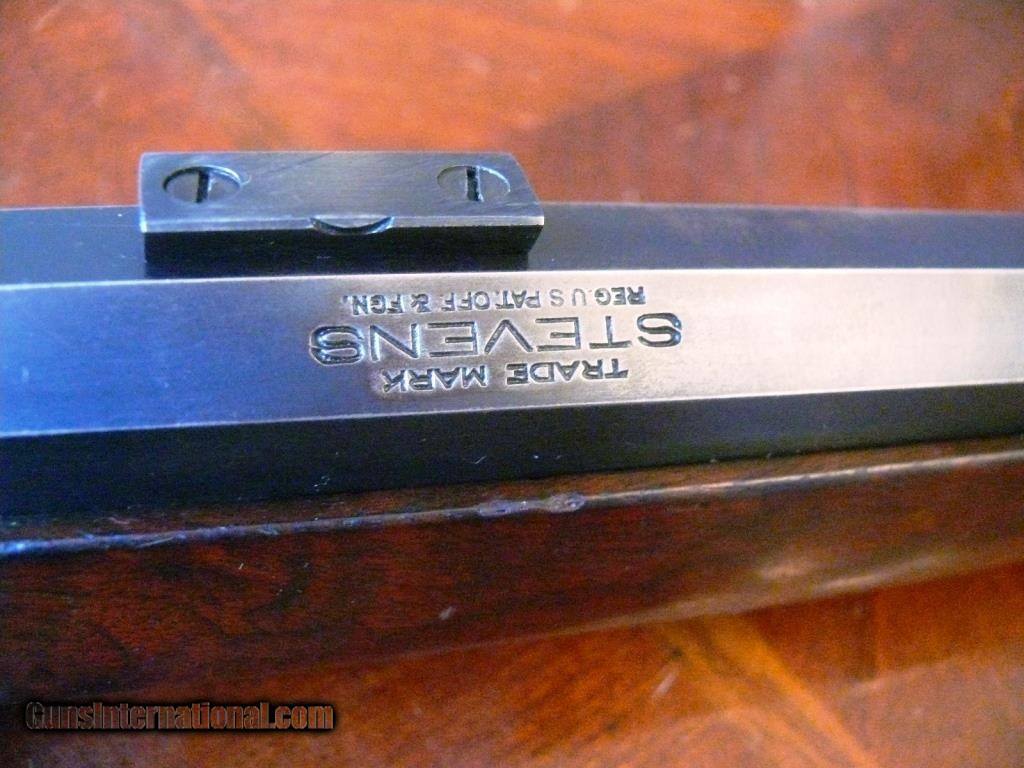 TRADE MARK
STEVENS
REG. U S PAT. OFF. & FGN.
GunsInternational.com